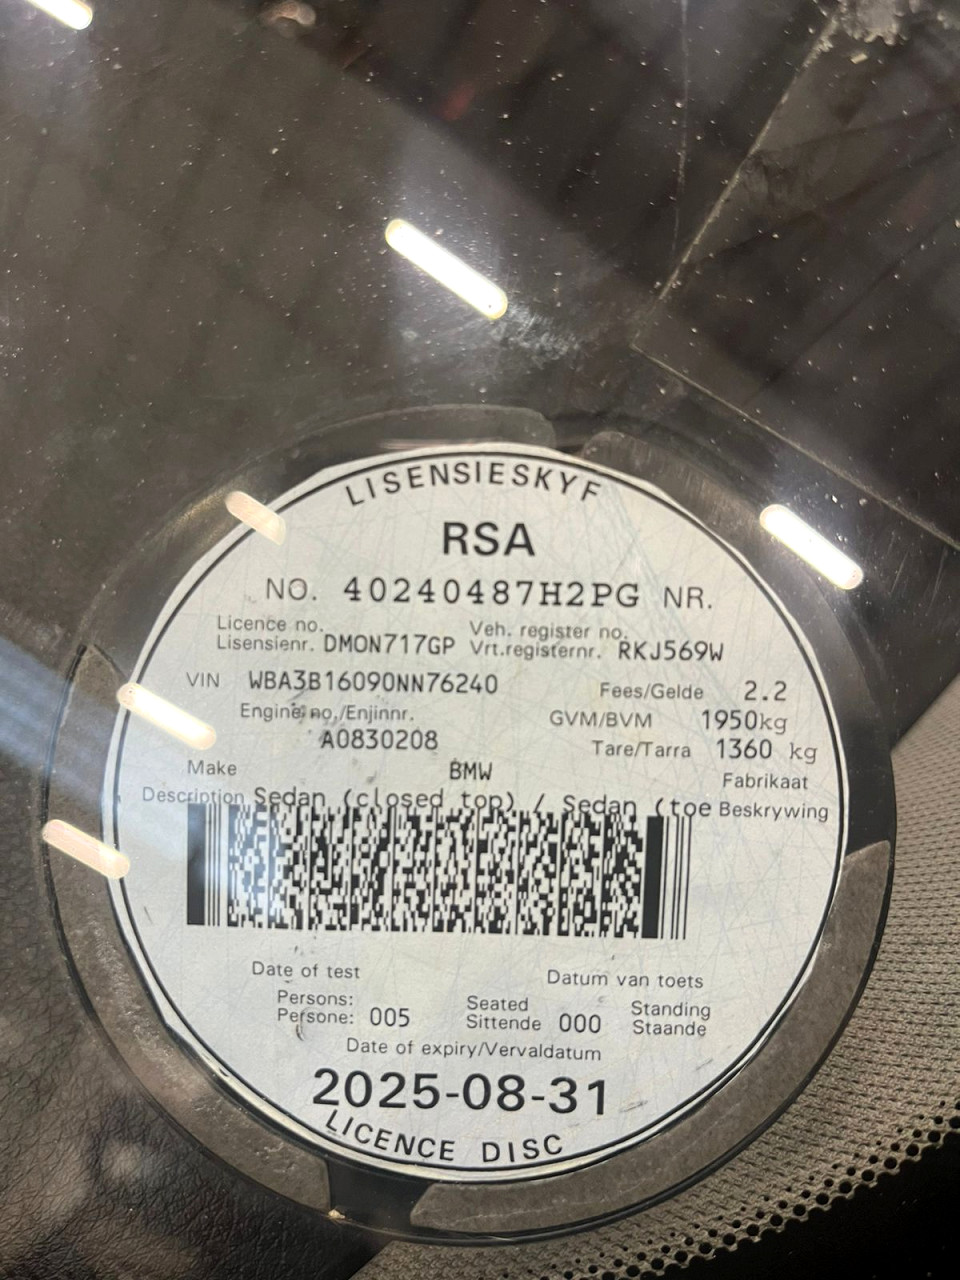 LISENSIESKYF
RSA
NO. 40240487H2PG NR.
Licence no. Veh. register no.
Lisensienr. DMON717GP Vrt.registernr. RKJ569W
VIN WBA3B16090NN76240 Fees/Gelde 2.2
Engine no./Enjinnr. GVM/BVM 1950kg
A0830208 Tare/Tarra 1360 kg
Make BMW Fabrikaat
Description Sedan (closed top) / Sedan (toe Beskrywing
Date of test Datum van toets
Persons: Seated Standing
Persone: 005 Sittende 000 Staande
Date of expiry/Vervaldatum
2025-08-31
LICENCE DISC